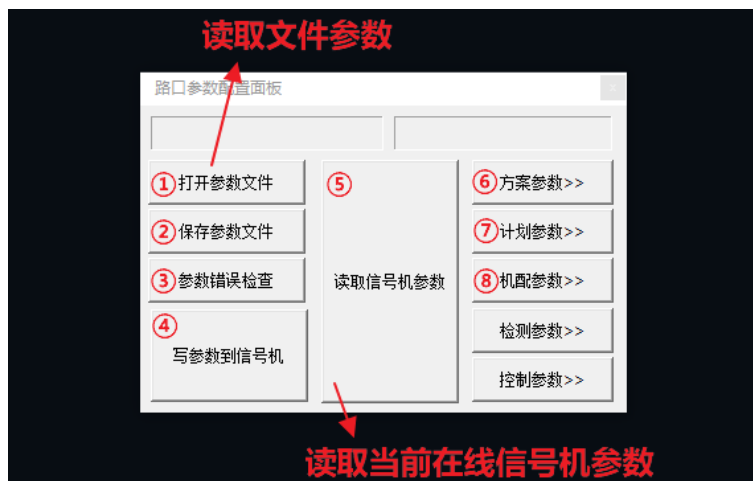 读取文件参数
路口参数配置面板
①打开参数文件
②保存参数文件
③参数错误检查
④
写参数到信号机
⑤
读取信号机参数
⑥方案参数>>
⑦计划参数>>
⑧机配参数>>
检测参数>>
控制参数>>
读取当前在线信号机参数